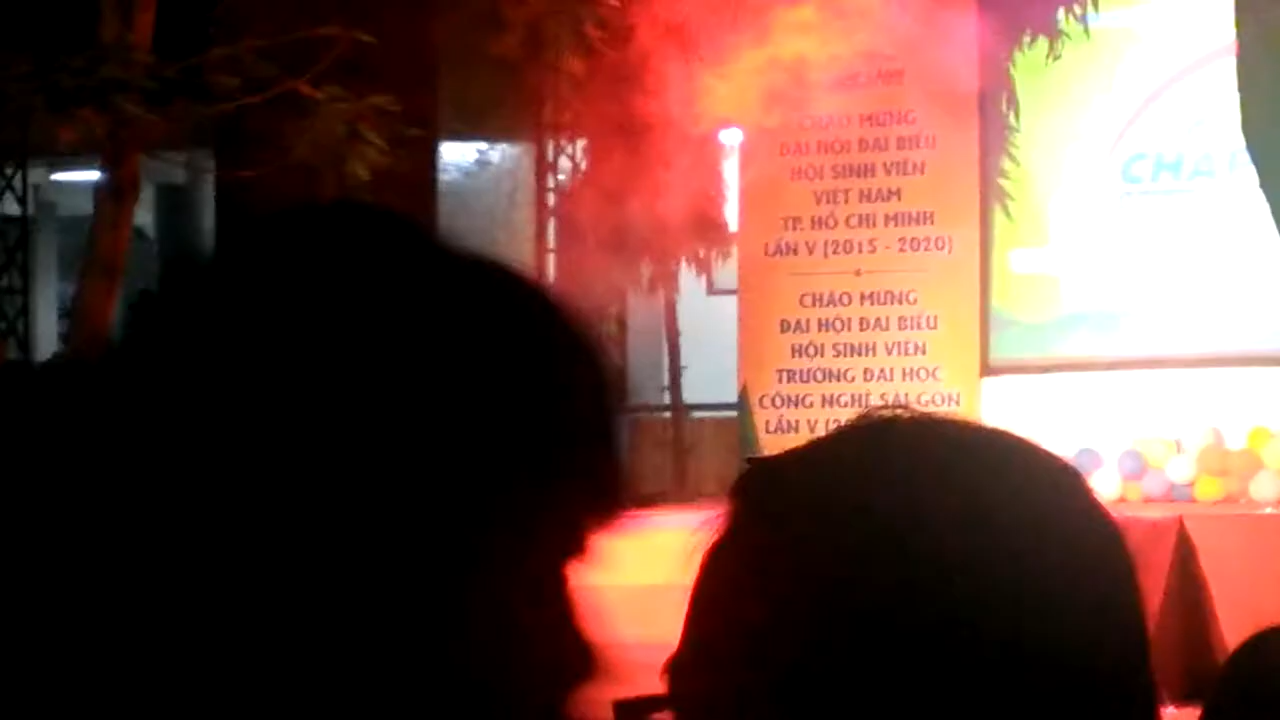 CHÀO MỪNG
ĐẠI HỘI ĐẠI BIỂU
HỘI SINH VIÊN
VIỆT NAM
TP. HỒ CHÍ MINH
LẦN V (2015 - 2020)
CHÀO MỪNG
ĐẠI HỘI ĐẠI BIỂU
HỘI SINH VIÊN
TRƯỜNG ĐẠI HỌC
CÔNG NGHỆ SÀI GÒN
LẦN V (20